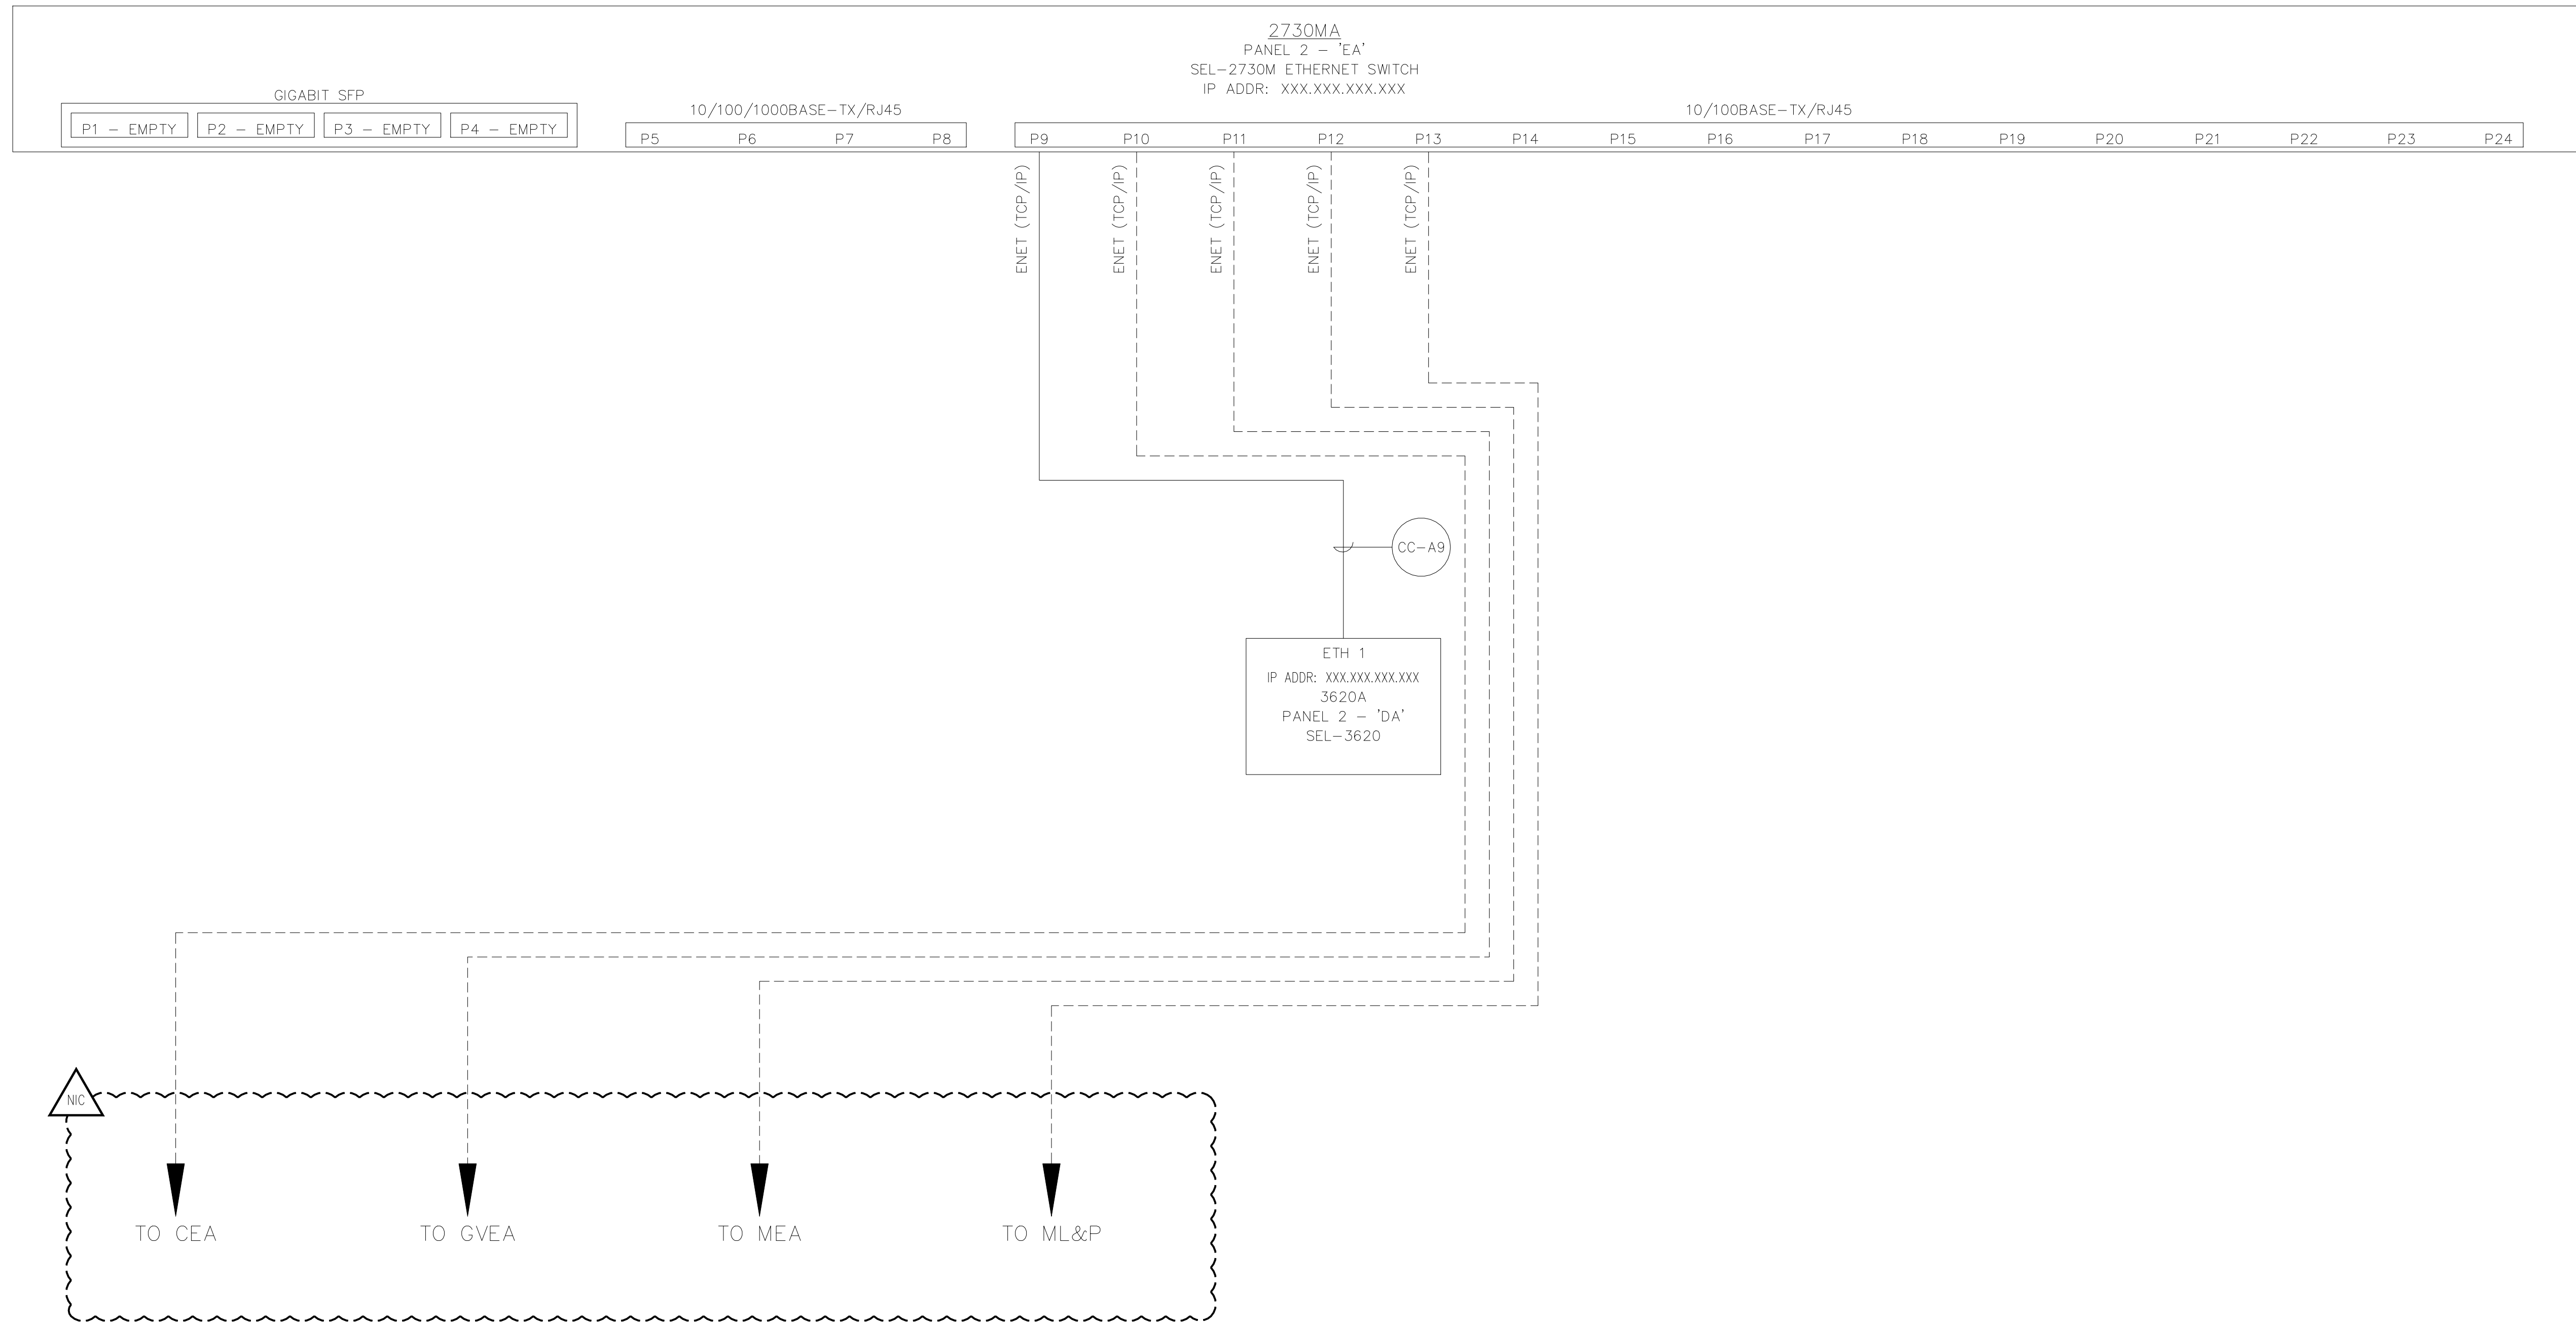 2730MA
PANEL 2 - 'EA'
SEL-2730M ETHERNET SWITCH
IP ADDR: XXX.XXX.XXX.XXX
GIGABIT SFP
P1 - EMPTY
P2 - EMPTY
P3 - EMPTY
P4 - EMPTY
10/100/1000BASE-TX/RJ45
P5
P6
P7
P8
10/100BASE-TX/RJ45
P9
P10
P11
P12
P13
P14
P15
P16
P17
P18
P19
P20
P21
P22
P23
P24
ENET (TCP/IP)
ENET (TCP/IP)
ENET (TCP/IP)
ENET (TCP/IP)
ENET (TCP/IP)
CC-A9
ETH 1
IP ADDR: XXX.XXX.XXX.XXX
3620A
PANEL 2 - 'DA'
SEL-3620
NIC
TO CEA
TO GVEA
TO MEA
TO ML&P